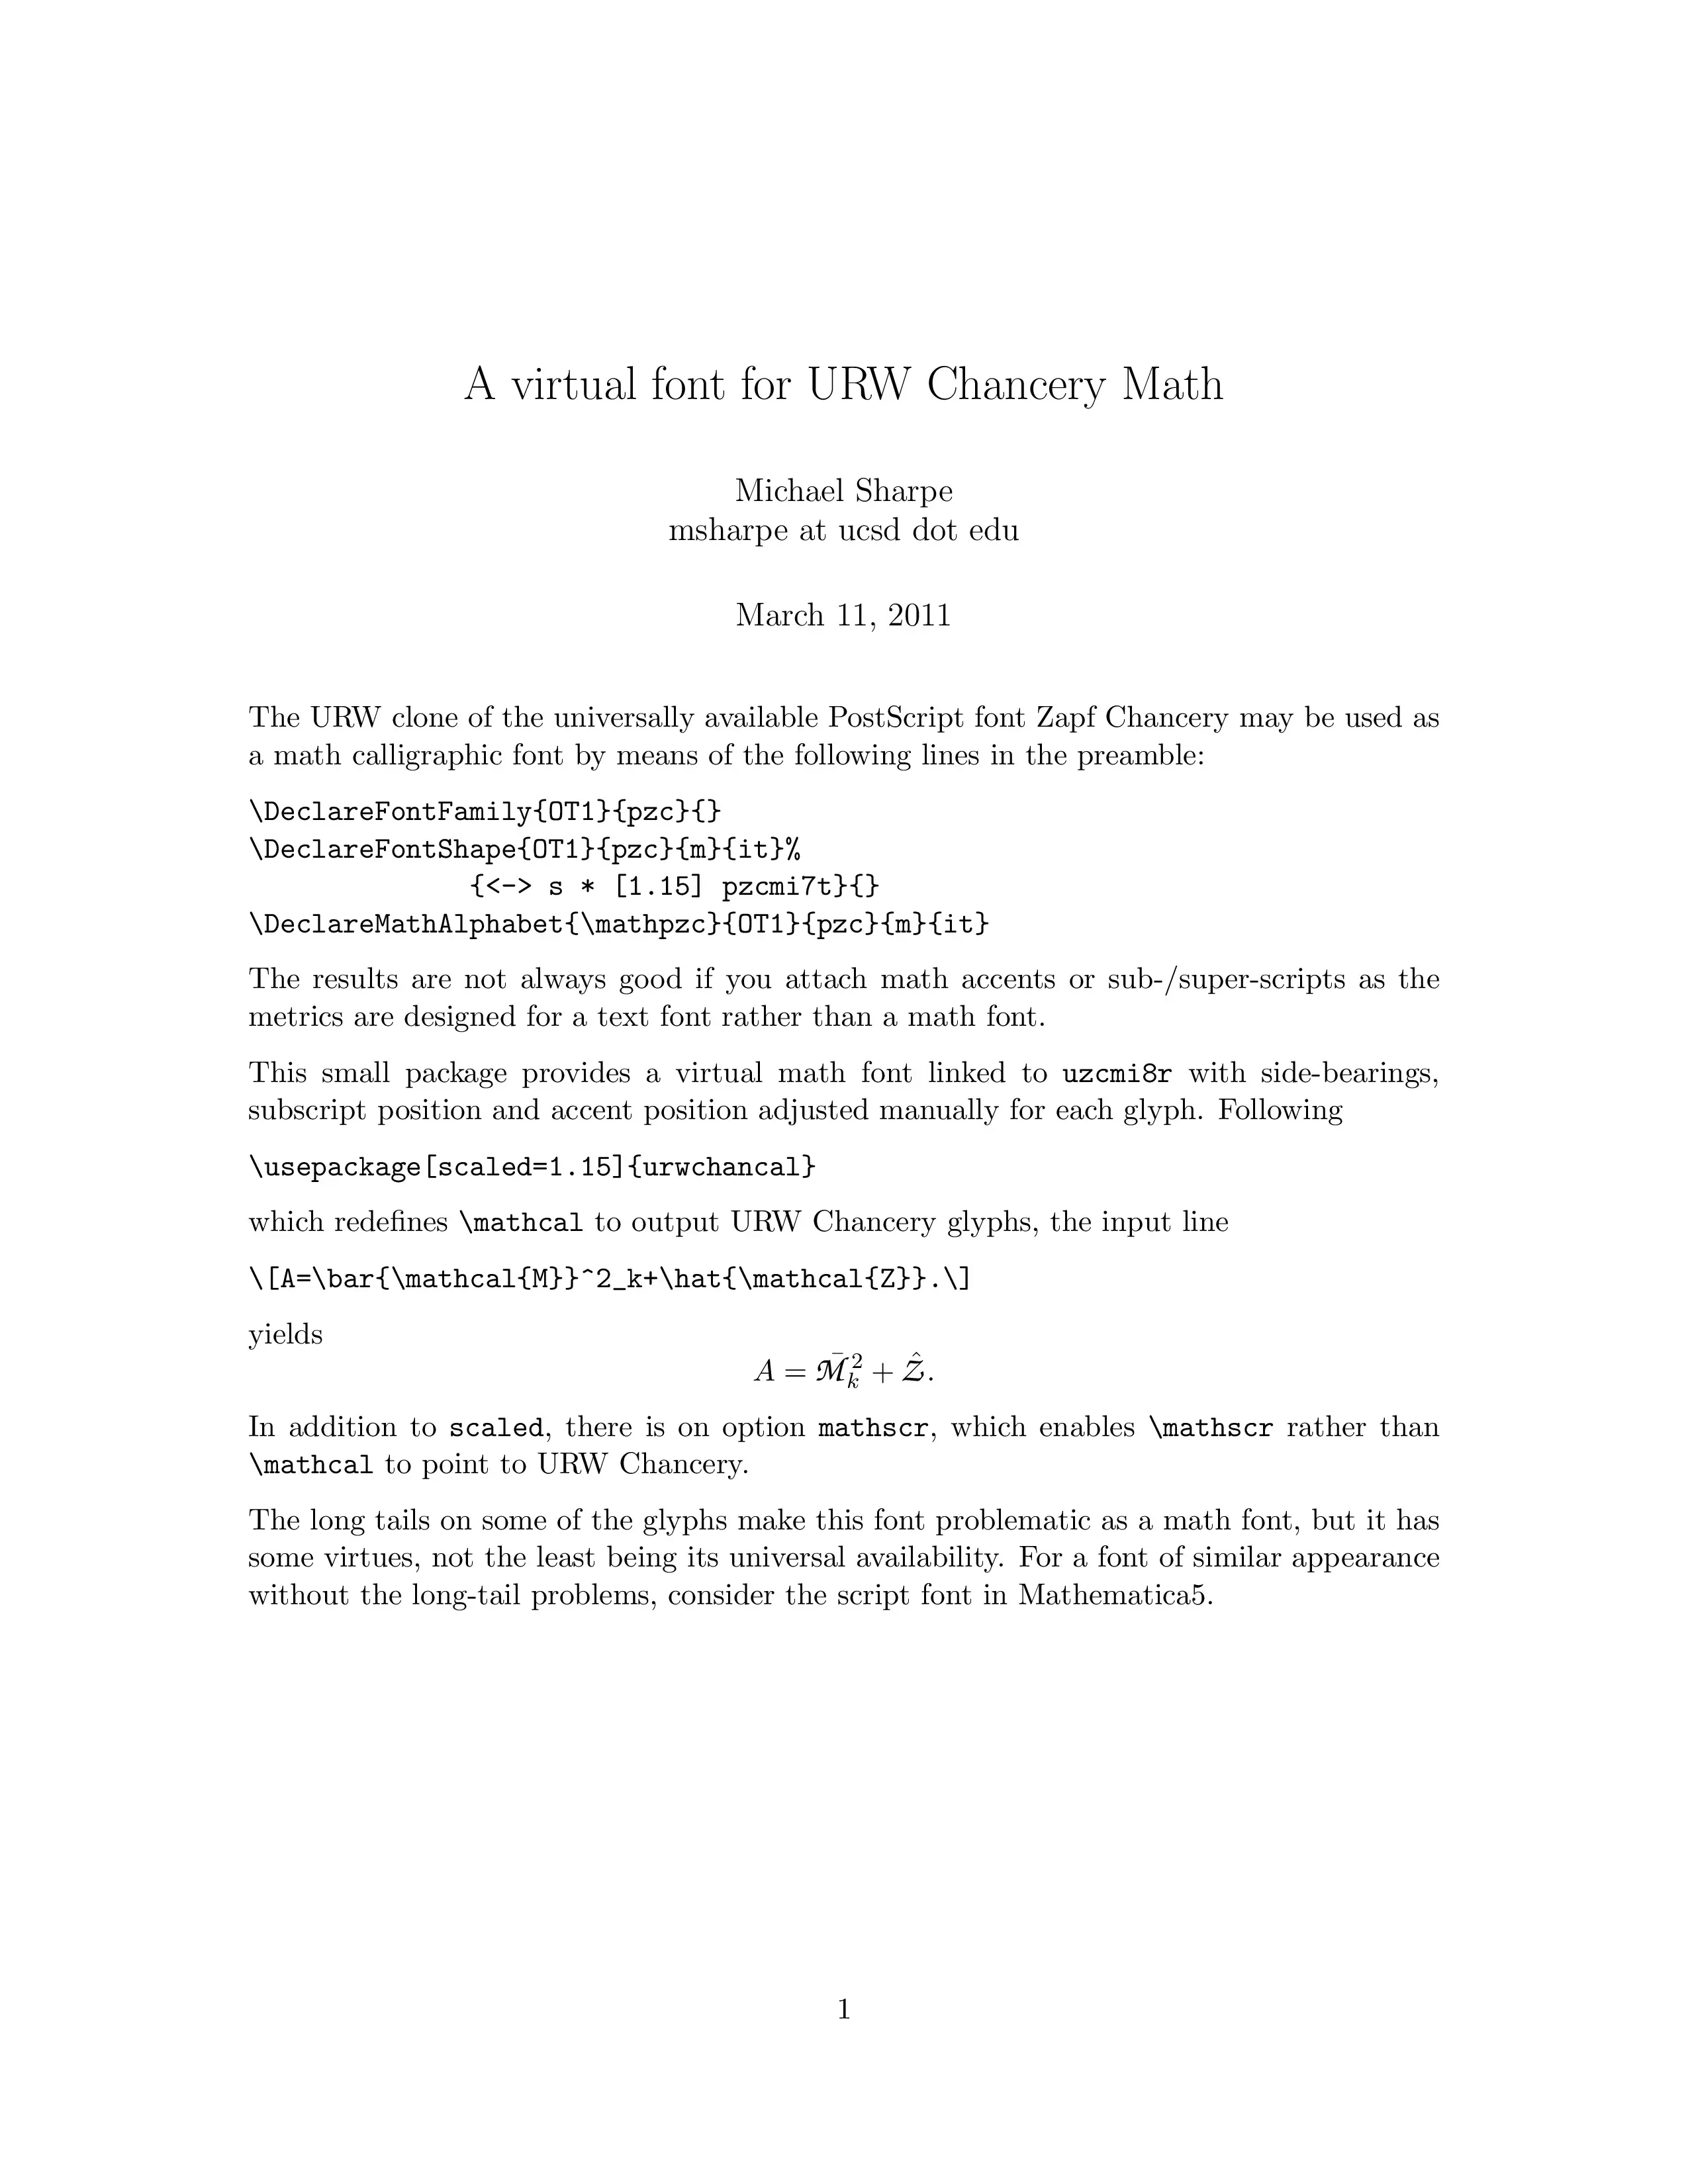 A virtual font for URW Chancery Math
Michael Sharpe
msharpe at ucsd dot edu
March 11, 2011
The URW clone of the universally available PostScript font Zapf Chancery may be used as
a math calligraphic font by means of the following lines in the preamble:
\DeclareFontFamily{OT1}{pzc}{}
\DeclareFontShape{OT1}{pzc}{m}{it}%
{<-> s * [1.15] pzcmi7t}{}
\DeclareMathAlphabet{\mathpzc}{OT1}{pzc}{m}{it}
The results are not always good if you attach math accents or sub-/super-scripts as the
metrics are designed for a text font rather than a math font.
This small package provides a virtual math font linked to uzcmi8r with side-bearings,
subscript position and accent position adjusted manually for each glyph. Following
\usepackage[scaled=1.15]{urwchancal}
which redefines \mathcal to output URW Chancery glyphs, the input line
\[A=\bar{\mathcal{M}}^2_k+\hat{\mathcal{Z}}.\]
yields
A = M̄²ₖ + Ẑ.
In addition to scaled, there is on option mathscr, which enables \mathscr rather than
\mathcal to point to URW Chancery.
The long tails on some of the glyphs make this font problematic as a math font, but it has
some virtues, not the least being its universal availability. For a font of similar appearance
without the long-tail problems, consider the script font in Mathematica5.
1